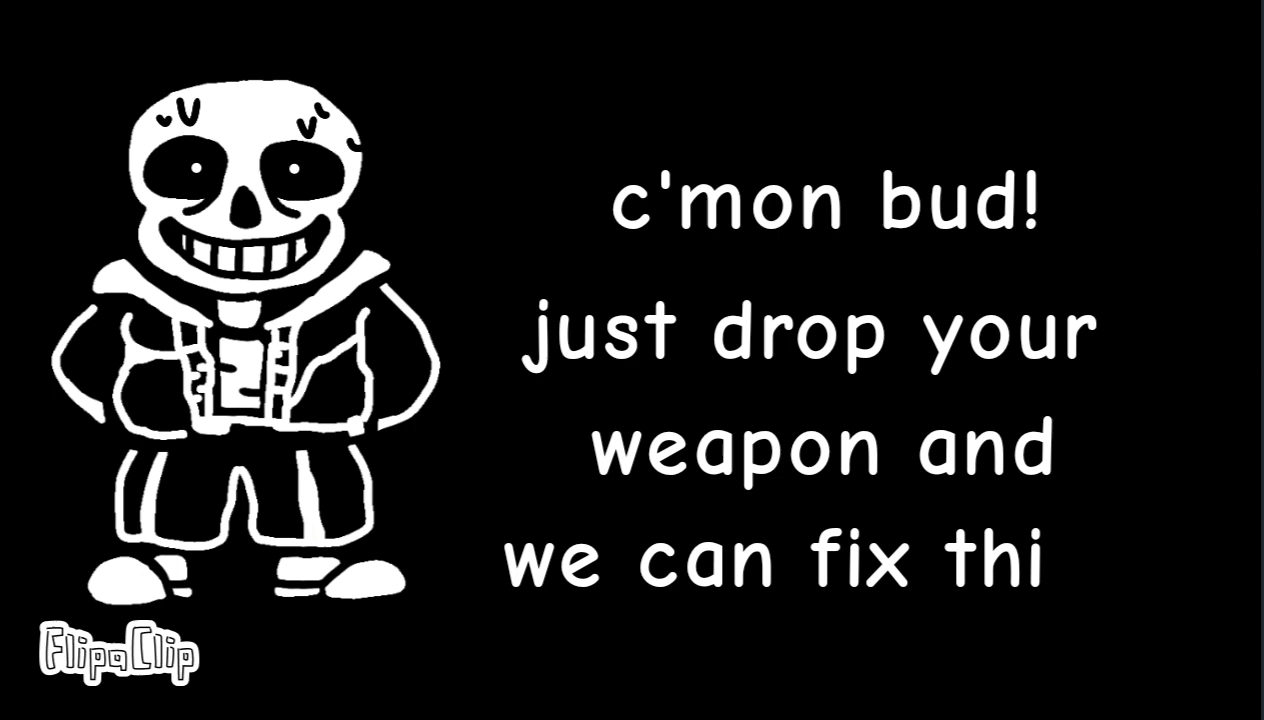 c'mon bud!
just drop your
weapon and
we can fix thi
FlipaClip